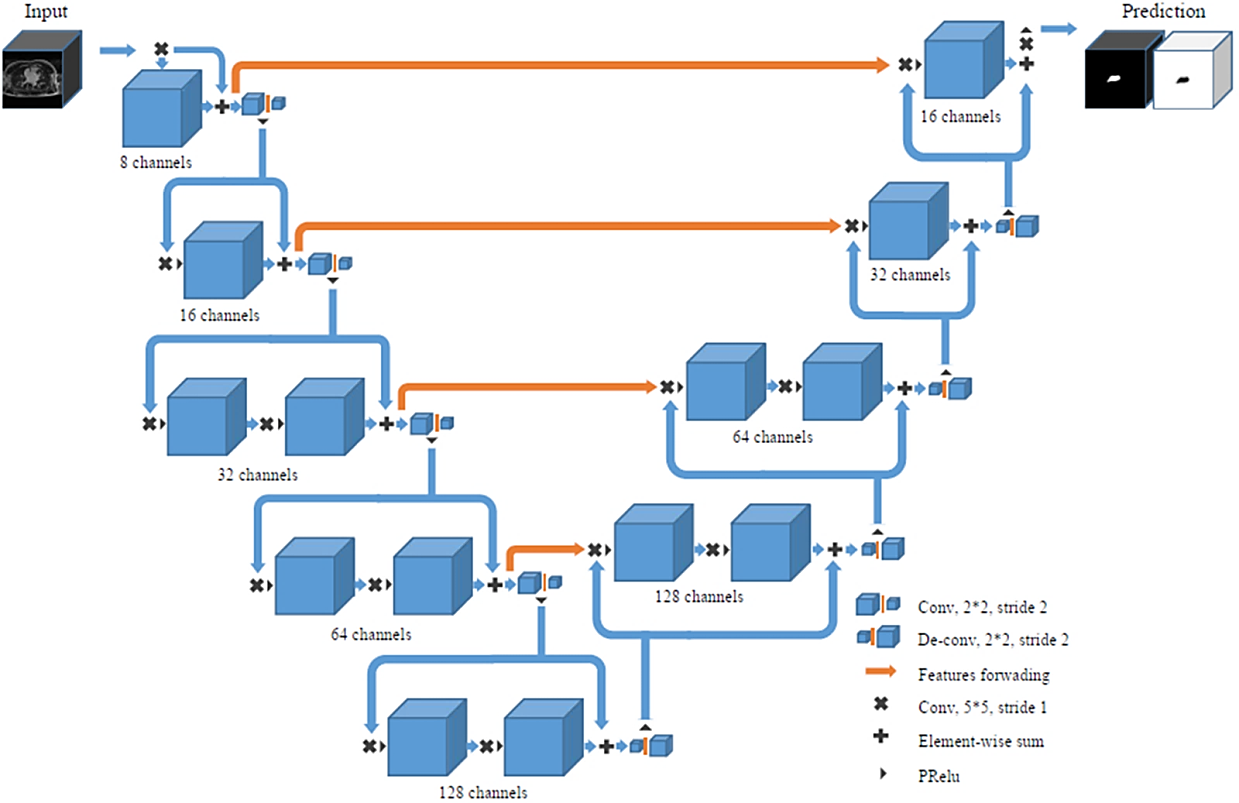 Input
Prediction
8 channels
16 channels
16 channels
32 channels
32 channels
64 channels
64 channels
128 channels
128 channels
Conv, 2*2, stride 2
De-conv, 2*2, stride 2
Features forwading
Conv, 5*5, stride 1
Element-wise sum
PRelu